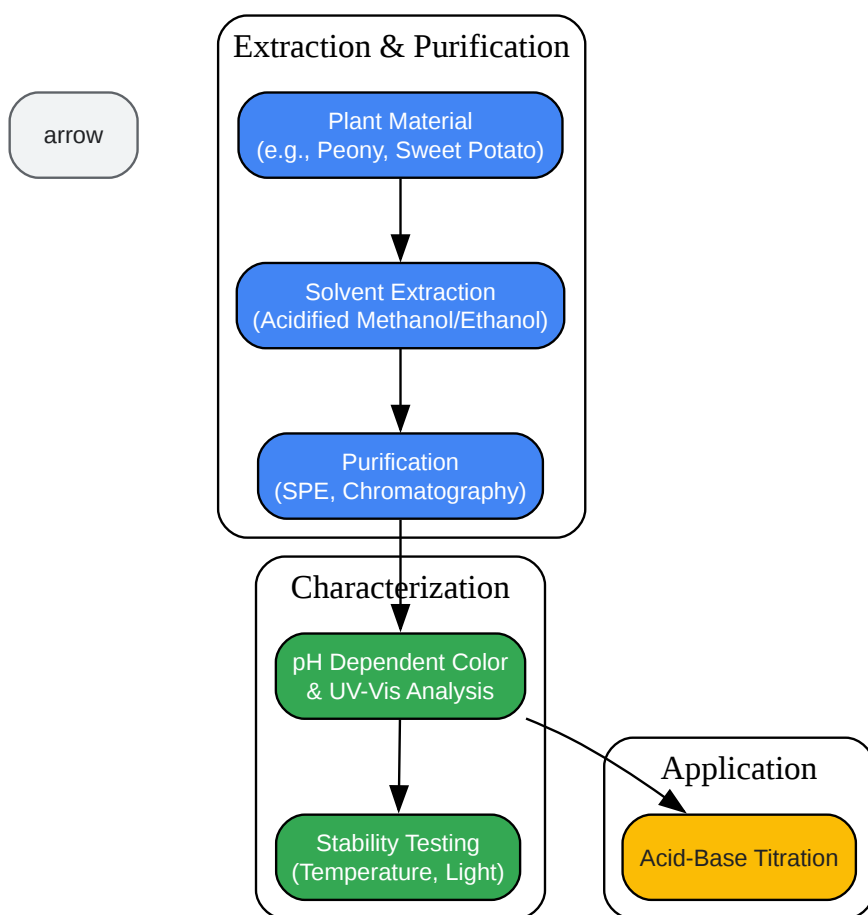 Extraction & Purification
arrow
Plant Material
(e.g., Peony, Sweet Potato)
Solvent Extraction
(Acidified Methanol/Ethanol)
Purification
(SPE, Chromatography)
Characterization
pH Dependent Color
& UV-Vis Analysis
Application
Stability Testing
(Temperature, Light)
Acid-Base Titration